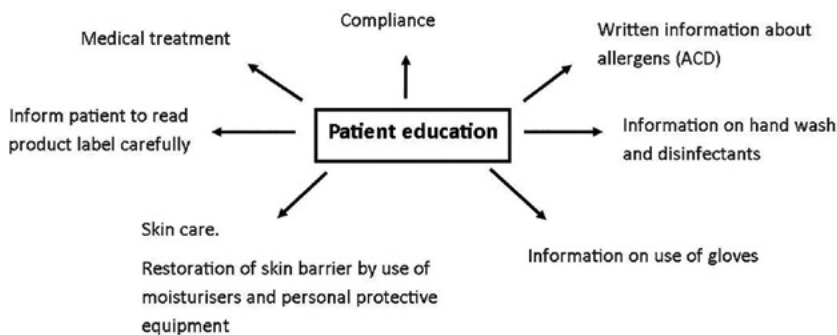 Compliance
Medical treatment
Written information about
allergens (ACD)
Inform patient to read
product label carefully
Patient education
Information on hand wash
and disinfectants
Skin care.
Restoration of skin barrier by use of
moisturisers and personal protective
equipment
Information on use of gloves